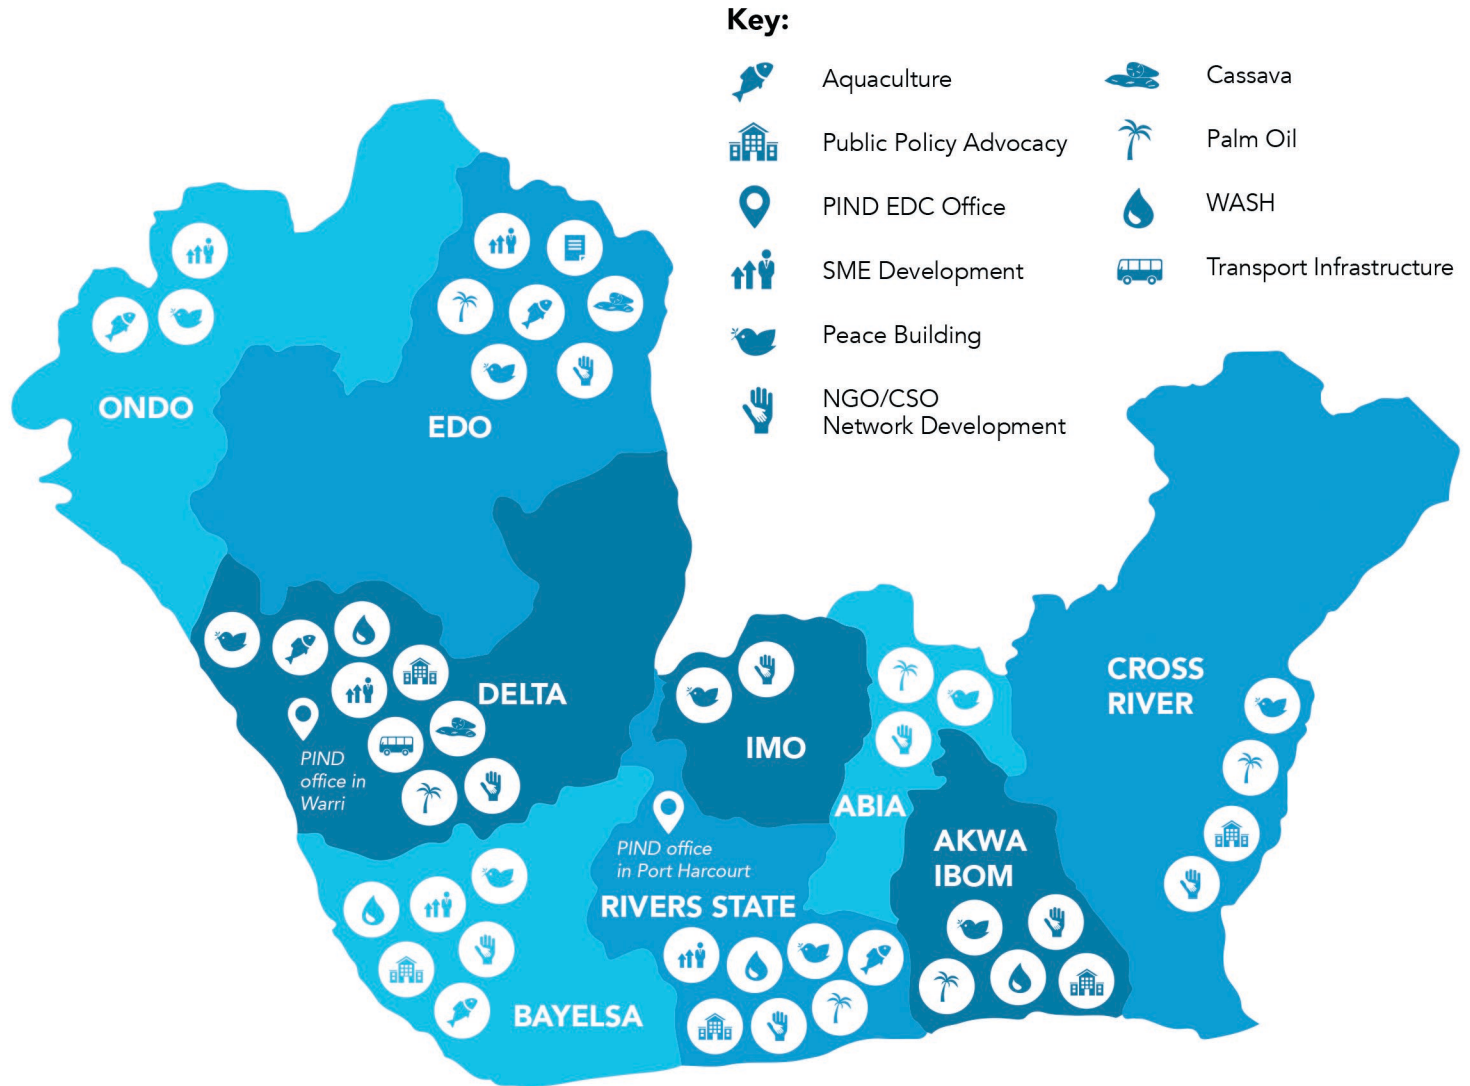 Key:
Aquaculture
Public Policy Advocacy
PIND EDC Office
SME Development
Peace Building
NGO/CSO
Network Development
Cassava
Palm Oil
WASH
Transport Infrastructure
ONDO
EDO
DELTA
PIND
office in
Warri
IMO
ABIA
CROSS
RIVER
AKWA
IBOM
PIND office
in Port Harcourt
RIVERS STATE
BAYELSA